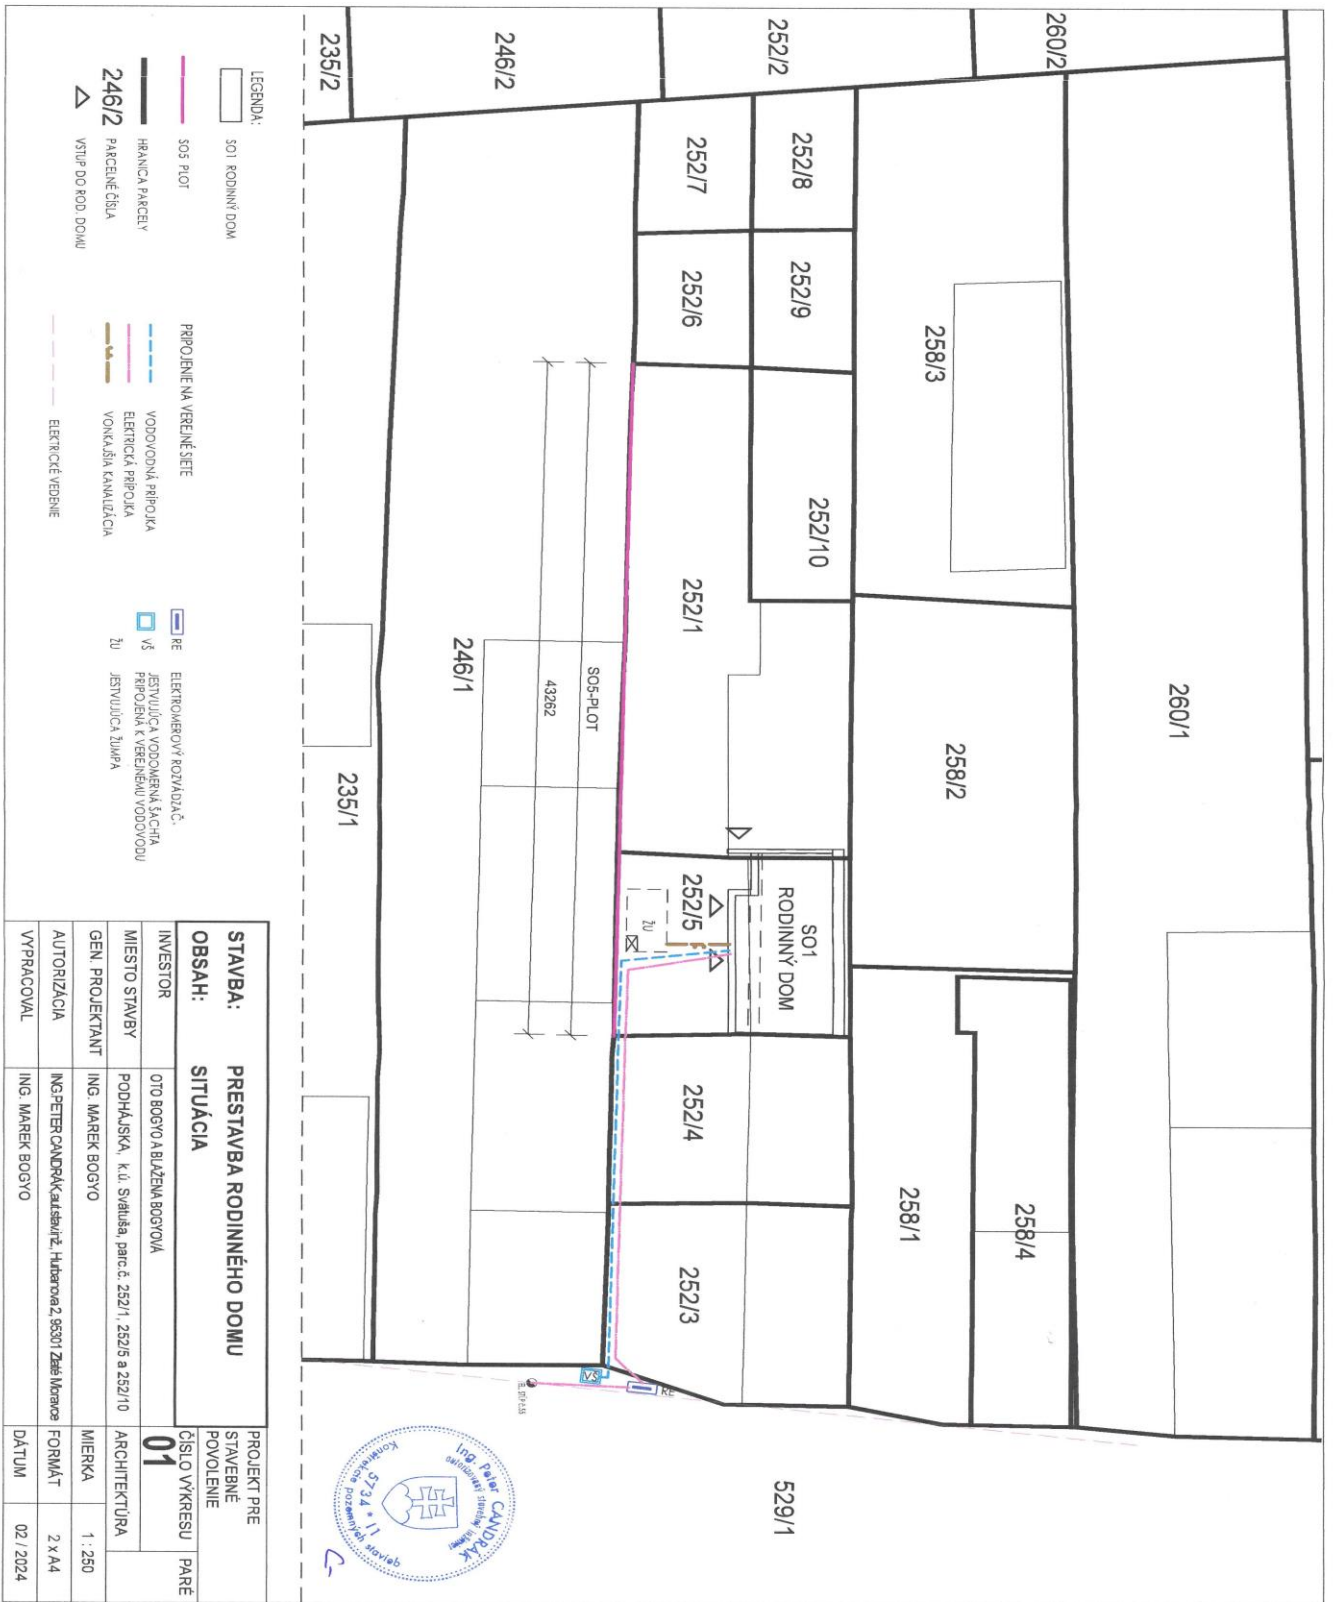 260/2
252/2
246/2
235/2
252/8
252/7
252/9
252/6
258/3
252/10
252/1
260/1
258/2
246/1
235/1
SO5-PLOT
43262
SO1
RODINNÝ DOM
252/5
ŽU
252/4
252/3
258/1
258/4
VŠ
RE
529/1
Ing. Peter CANDRÁK
autorizovaný stavebný inžinier
5734 * I1
Konštrukcie pozemných stavieb
LEGENDA:
SO1 RODINNÝ DOM
SO5 PLOT
HRANICA PARCELY
246/2 PARCELNÉ ČÍSLA
VSTUP DO ROD. DOMU
PRIPOJENIE NA VEREJNÉ SIETE
VODOVODNÁ PRÍPOJKA
ELEKTRICKÁ PRÍPOJKA
VONKAJŠIA KANALIZÁCIA
ELEKTRICKÉ VEDENIE
RE ELEKTROMEROVÝ ROZVÁDZAČ-
VŠ JESTVUJÚCA VODOMERNÁ ŠACHTA
PRIPOJENÁ K VEREJNÉMU VODOVODU
ŽU JESTVUJÚCA ŽUMPA
STAVBA: PRESTAVBA RODINNÉHO DOMU
OBSAH: SITUÁCIA
PROJEKT PRE
STAVEBNÉ
POVOLENIE
ČÍSLO VÝKRESU PARÉ
01
INVESTOR OTO BOGYO A BLAŽENA BOGYOVÁ
MIESTO STAVBY PODHÁJSKA, k.ú. Svätuša, parc.č. 252/1, 252/5 a 252/10 ARCHITEKTÚRA
GEN. PROJEKTANT ING. MAREK BOGYO MIERKA 1 : 250
AUTORIZÁCIA ING.PETER CANDRÁK,aut.stav.inž., Hurbanova 2, 95301 Zlaté Moravce FORMÁT 2 x A4
VYPRACOVAL ING. MAREK BOGYO DÁTUM 02 / 2024